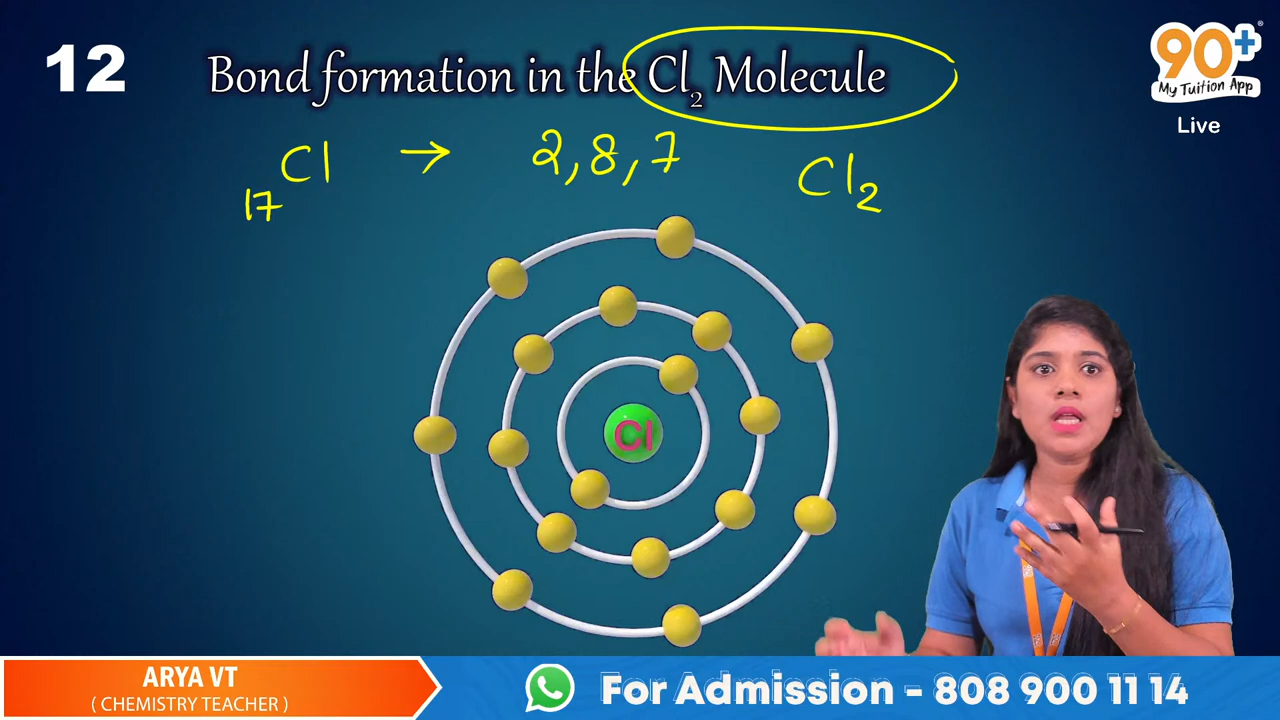 12
Bond formation in the Cl₂ Molecule
90+
My Tuition App
Live
₁₇Cl → 2,8,7
Cl₂
Cl
ARYA VT
( CHEMISTRY TEACHER )
For Admission - 808 900 11 14